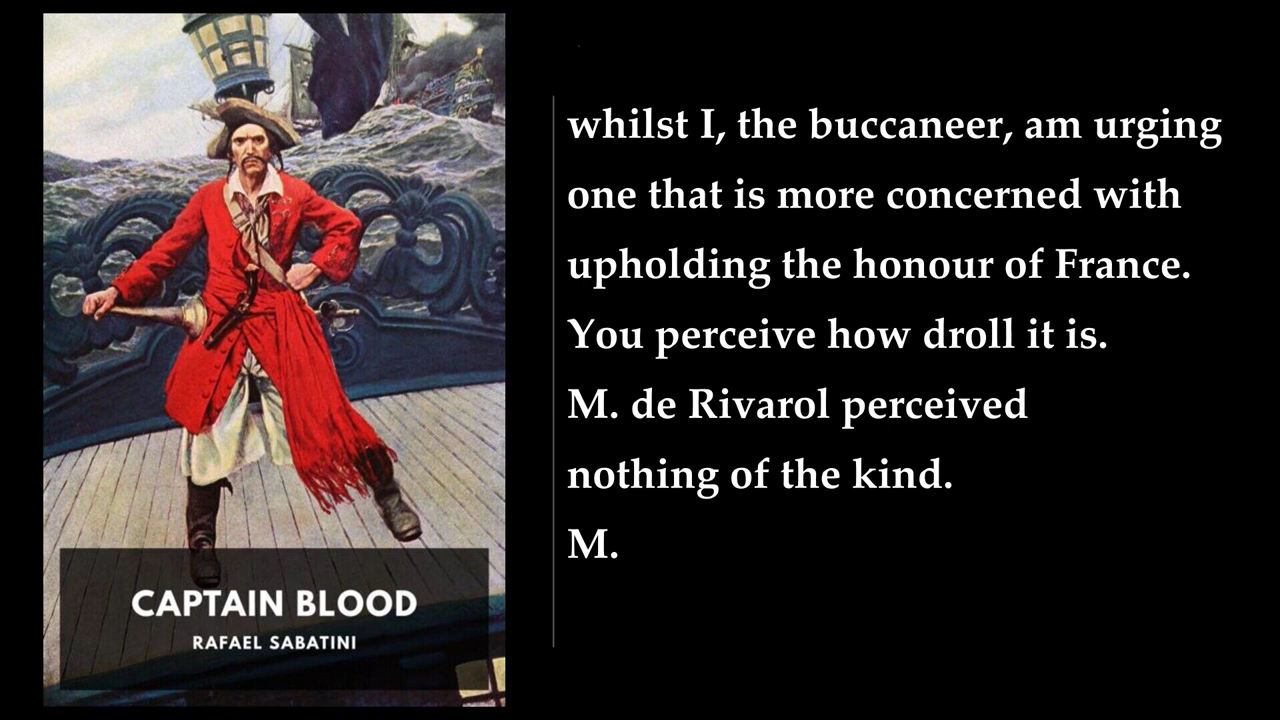 CAPTAIN BLOOD
RAFAEL SABATINI
whilst I, the buccaneer, am urging
one that is more concerned with
upholding the honour of France.
You perceive how droll it is.
M. de Rivarol perceived
nothing of the kind.
M.